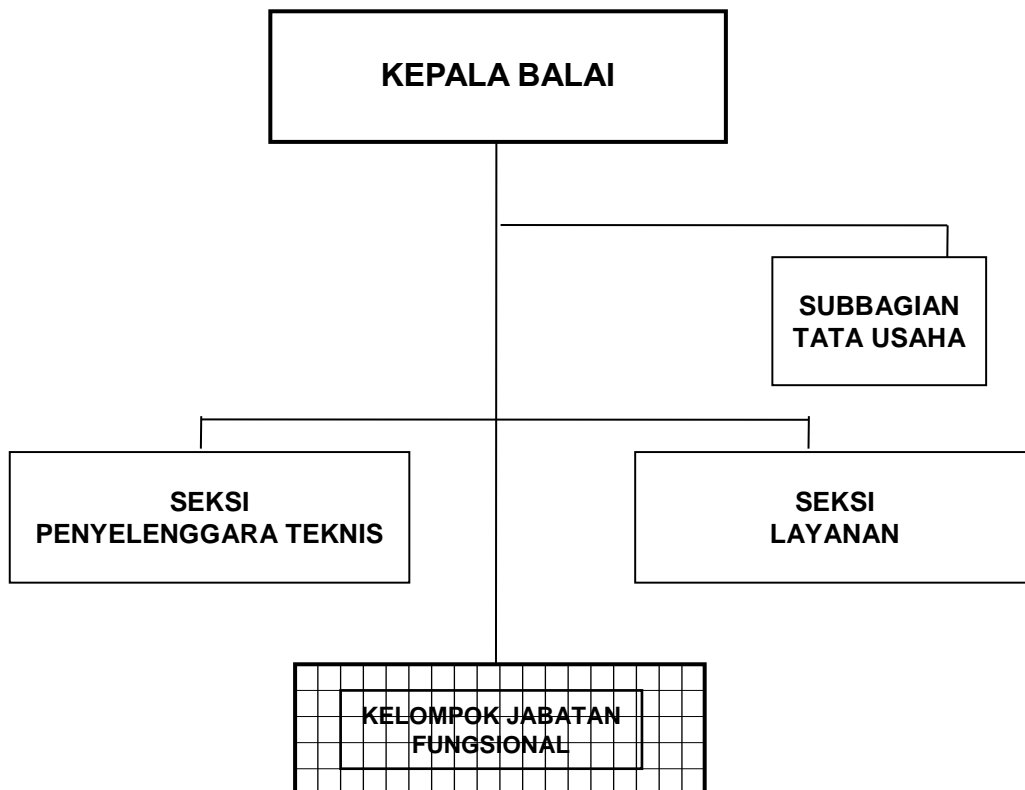 KEPALA BALAI
SUBBAGIAN
TATA USAHA
SEKSI
PENYELENGGARA TEKNIS
SEKSI
LAYANAN
KELOMPOK JABATAN
FUNGSIONAL